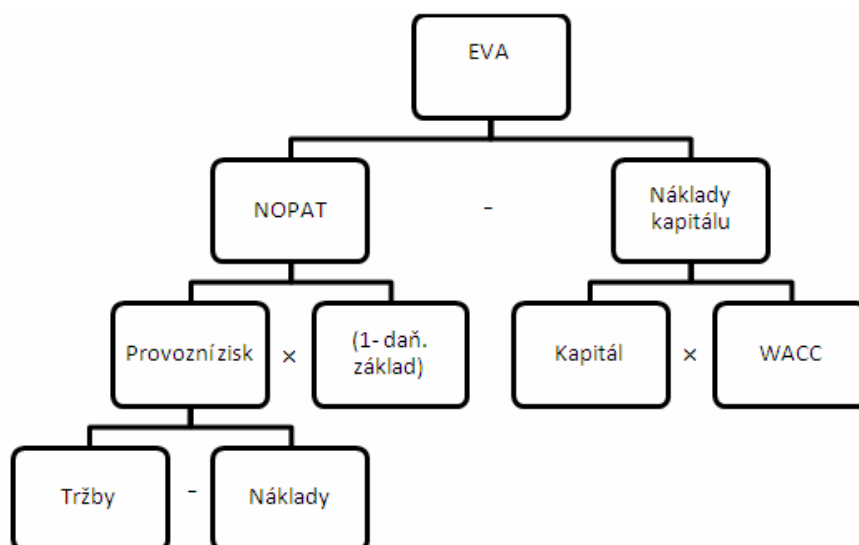 EVA
NOPAT
-
Náklady
kapitálu
Provozní zisk
×
(1- daň.
základ)
Kapitál
×
WACC
Tržby
-
Náklady